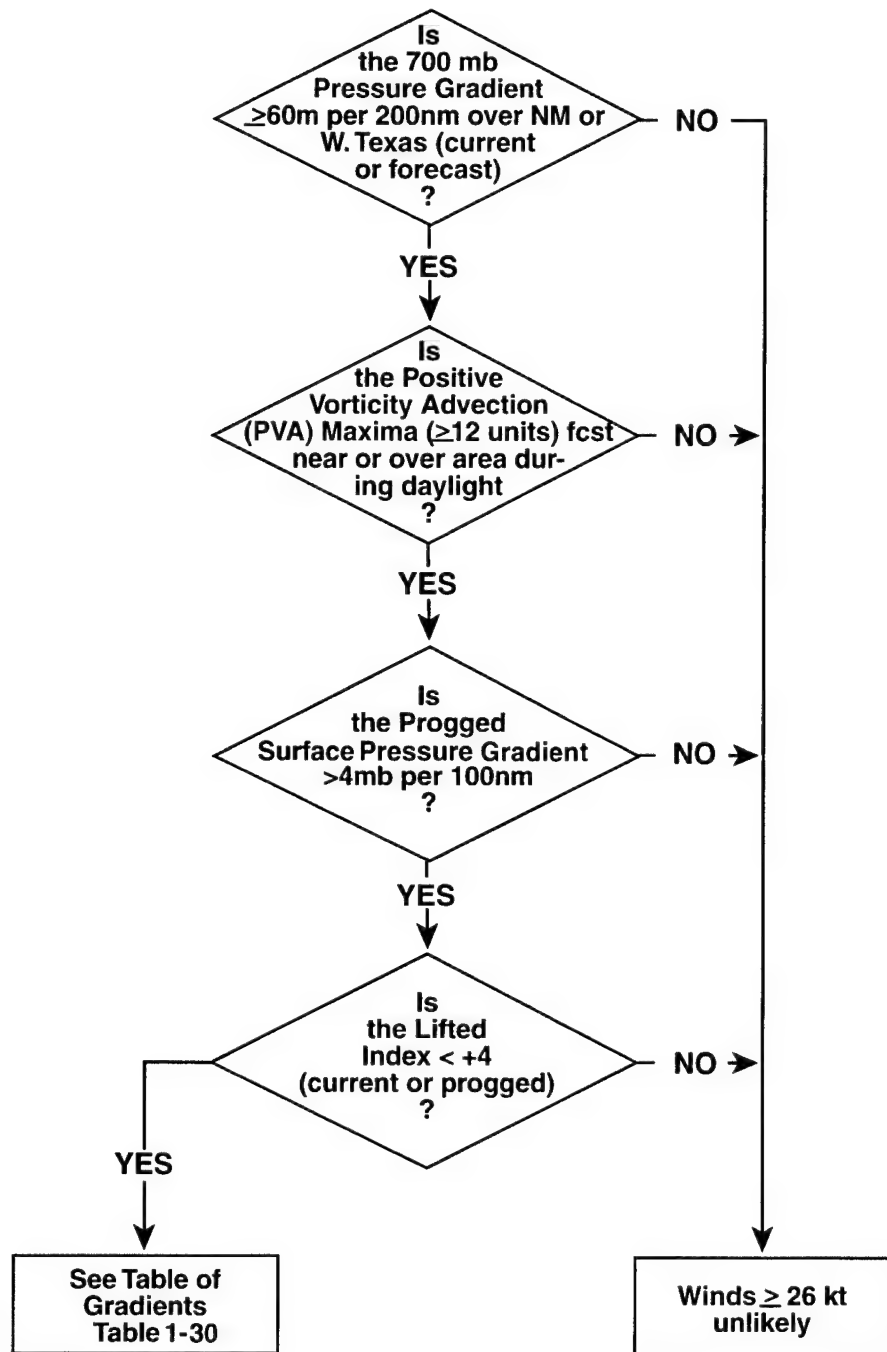 Is
the 700 mb
Pressure Gradient
≥60m per 200nm over NM or
W. Texas (current
or forecast)
?
NO
YES
Is
the Positive
Vorticity Advection
(PVA) Maxima (≥12 units) fcst
near or over area dur-
ing daylight
?
NO
YES
Is
the Progged
Surface Pressure Gradient
>4mb per 100nm
?
NO
YES
Is
the Lifted
Index < +4
(current or progged)
?
NO
YES
See Table of
Gradients
Table 1-30
Winds ≥ 26 kt
unlikely